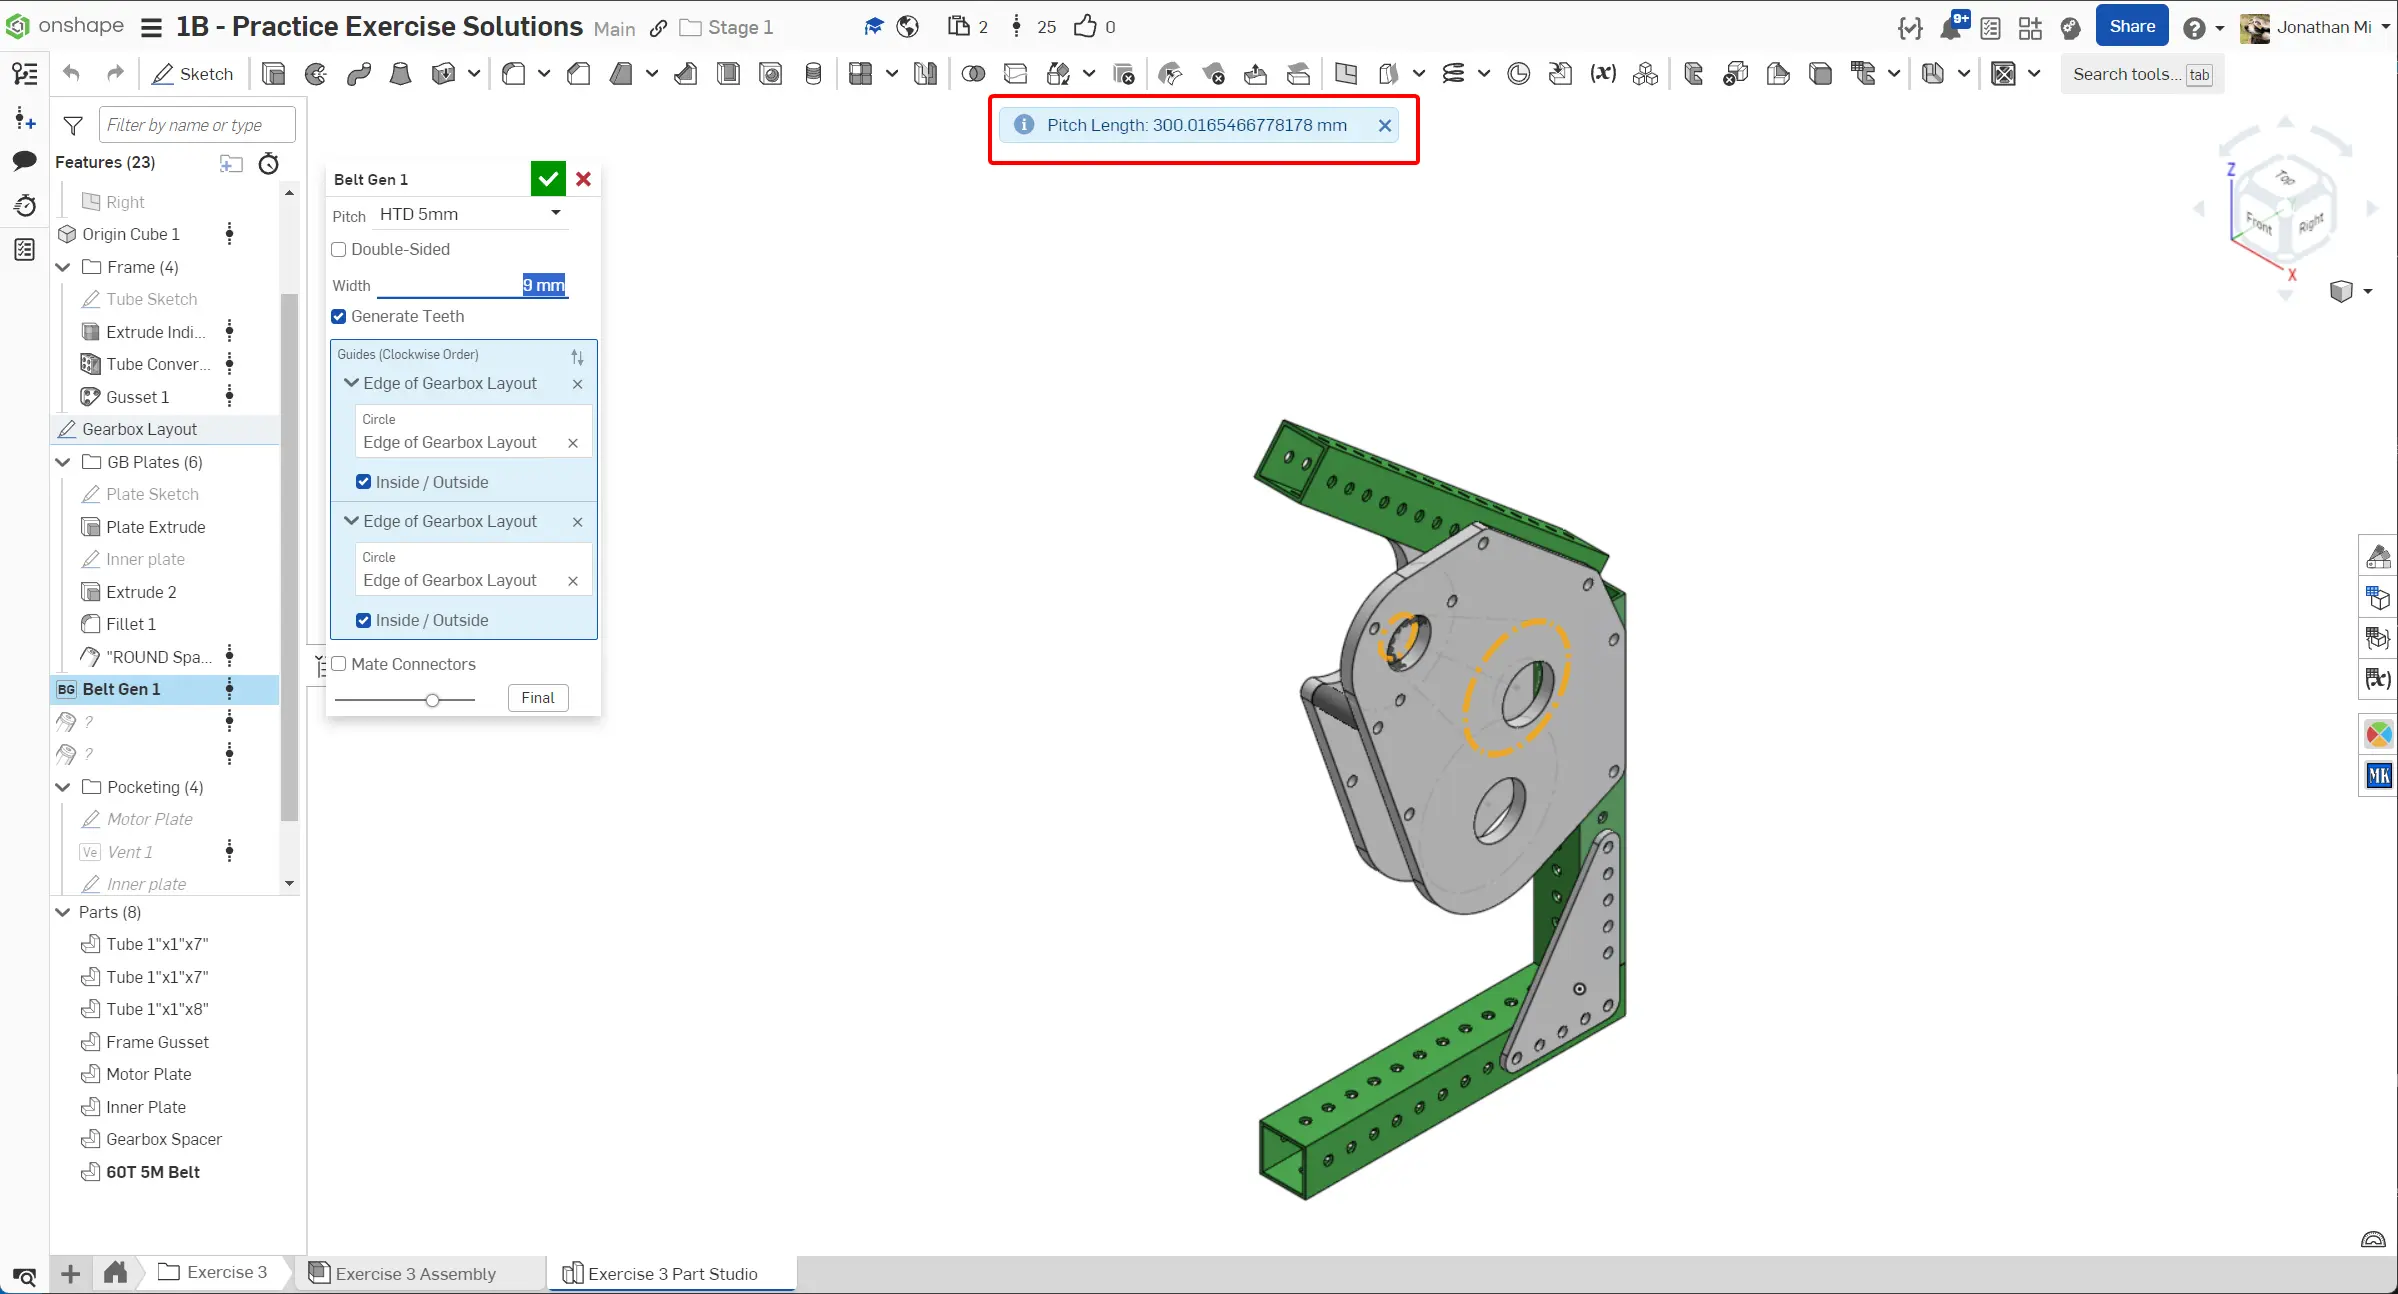 onshape
1B - Practice Exercise Solutions Main Stage 1 2 25 0 9+ Share Jonathan Mi
Sketch (x) Search tools... tab
Filter by name or type
Pitch Length: 300.0165466778178 mm
Features (23)
Right
Origin Cube 1
Frame (4)
Tube Sketch
Extrude Indi...
Tube Conver...
Gusset 1
Gearbox Layout
GB Plates (6)
Plate Sketch
Plate Extrude
Inner plate
Extrude 2
Fillet 1
"ROUND Spa...
BG Belt Gen 1
?
?
Pocketing (4)
Motor Plate
Ve Vent 1
Inner plate
Parts (8)
Tube 1"x1"x7"
Tube 1"x1"x7"
Tube 1"x1"x8"
Frame Gusset
Motor Plate
Inner Plate
Gearbox Spacer
60T 5M Belt
Belt Gen 1
Pitch HTD 5mm
Double-Sided
Width 9 mm
Generate Teeth
Guides (Clockwise Order)
Edge of Gearbox Layout
Circle
Edge of Gearbox Layout
Inside / Outside
Edge of Gearbox Layout
Circle
Edge of Gearbox Layout
Inside / Outside
Mate Connectors
Final
Z
Top
Front Right
X
(x)
MK
Exercise 3 Exercise 3 Assembly Exercise 3 Part Studio